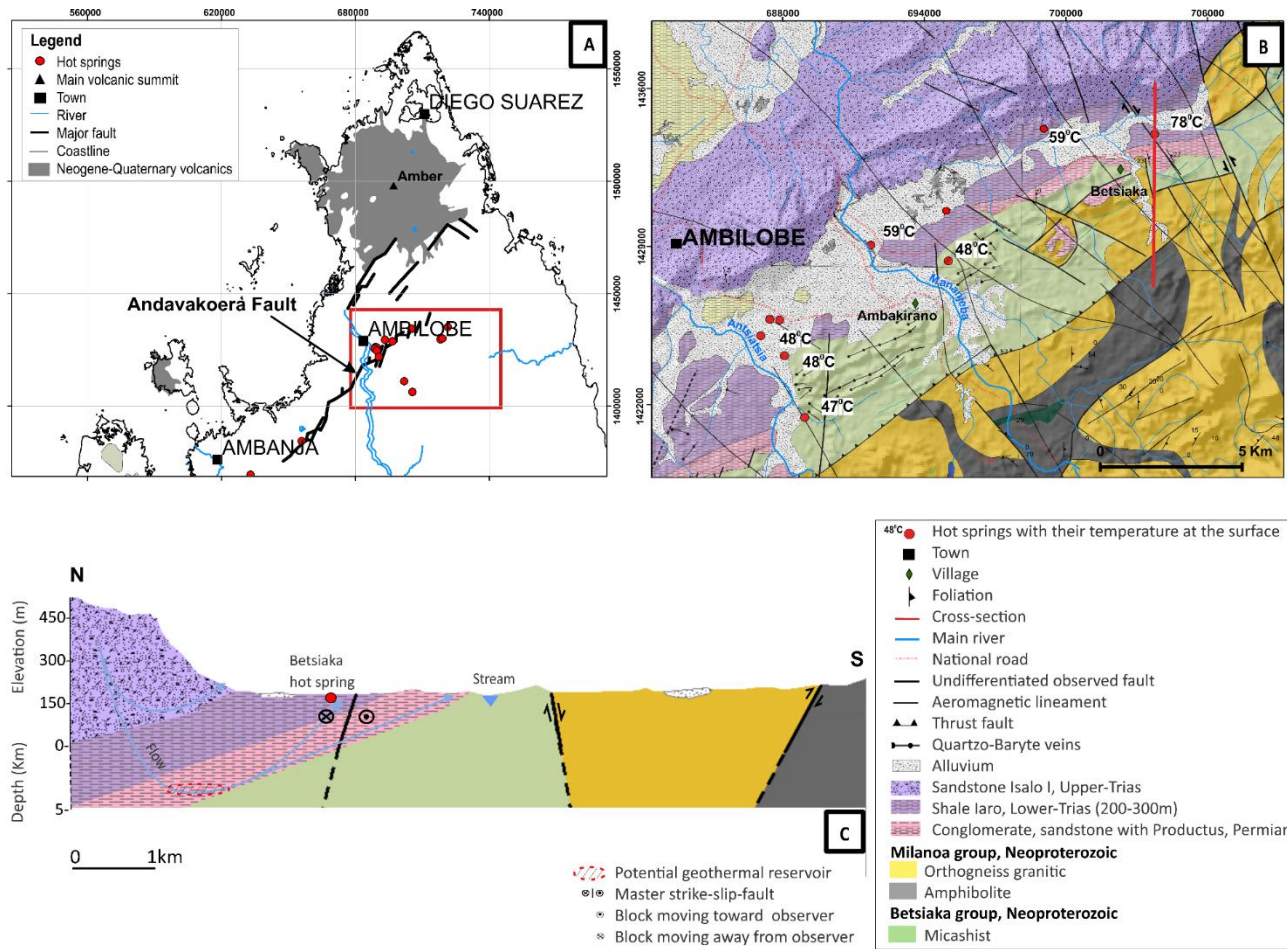 A
560000
620000
680000
740000
Legend
Hot springs
Main volcanic summit
Town
River
Major fault
Coastline
Neogene-Quaternary volcanics
DIEGO SUAREZ
Amber
Andavakoera Fault
AMBILOBE
AMBANJA
1550000
1500000
1450000
1400000
B
688000
694000
700000
706000
1436000
1429000
1422000
78°C
59°C
Betsiaka
AMBILOBE
59°C
48°C
Mananjeba
Ambakirano
Antsiatsia
48°C
48°C
47°C
0
5 Km
N
S
Elevation (m)
450
300
150
0
Depth (Km)
5
Betsiaka
hot spring
Stream
Flow
0
1km
C
Potential geothermal reservoir
Master strike-slip-fault
Block moving toward observer
Block moving away from observer
48°C Hot springs with their temperature at the surface
Town
Village
Foliation
Cross-section
Main river
National road
Undifferentiated observed fault
Aeromagnetic lineament
Thrust fault
Quartzo-Baryte veins
Alluvium
Sandstone Isalo I, Upper-Trias
Shale Iaro, Lower-Trias (200-300m)
Conglomerate, sandstone with Productus, Permian
Milanoa group, Neoproterozoic
Orthogneiss granitic
Amphibolite
Betsiaka group, Neoproterozoic
Micashist